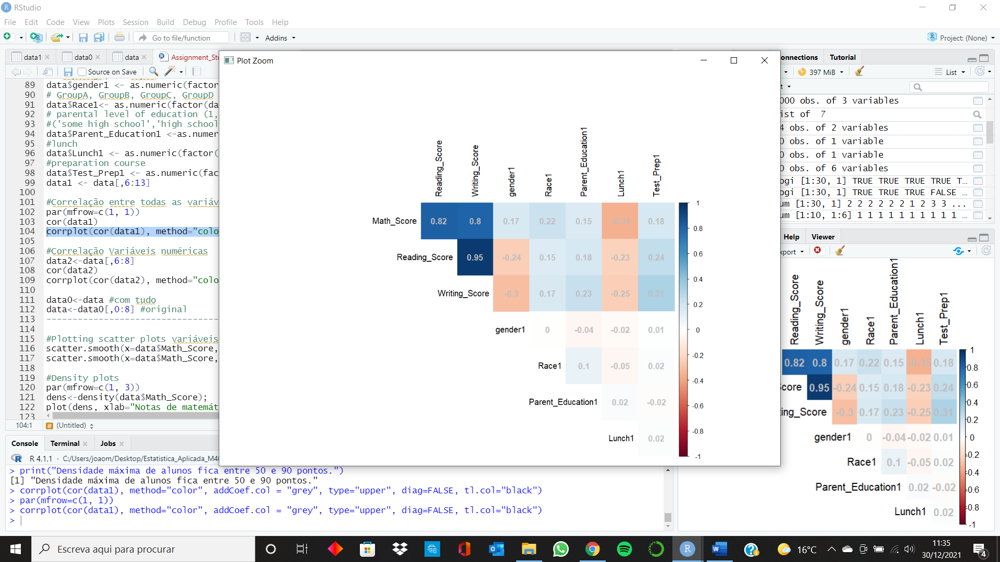 RStudio
File Edit Code View Plots Session Build Debug Profile Tools Help
Go to file/function Addins Project: (None)
data1 data0 data Assignment_Stu
Source on Save
89 data$gender1 <- as.numeric(factor
90 # GroupA, GroupB, GroupC, GroupD
91 data$Race1<- as.numeric(factor(da
92 # parental level of education (1,
93 #('some high school','high school
94 data$Parent_Education1 <-as.numer
95 #lunch
96 data$Lunch1 <- as.numeric(factor(
97 #preparation course
98 data$Test_Prep1 <- as.numeric(fac
99 data1 <- data[,6:13]
100
101 #Correlação entre todas as variáv
102 par(mfrow=c(1, 1))
103 cor(data1)
104 corrplot(cor(data1), method="colo
105
106 #Correlação Variáveis numéricas
107 data2<-data[,6:8]
108 cor(data2)
109 corrplot(cor(data2), method="colo
110
111 data0<-data #com tudo
112 data<-data0[,0:8] #original
113 -----------------------------------
114
115 #Plotting scatter plots variáveis
116 scatter.smooth(x=data$Math_Score,
117 scatter.smooth(x=data$Math_Score,
118
119 #Density plots
120 par(mfrow=c(1, 3))
121 dens<-density(data$Math_Score);
122 plot(dens, xlab="Notas de matemát
123
104:1 (Untitled)
Console Terminal Jobs
R 4.1.1 · C:/Users/joaom/Desktop/Estatistica_Aplicada_M40
> print("Densidade máxima de alunos fica entre 50 e 90 pontos.")
[1] "Densidade máxima de alunos fica entre 50 e 90 pontos."
> corrplot(cor(data1), method="color", addCoef.col = "grey", type="upper", diag=FALSE, tl.col="black")
> par(mfrow=c(1, 1))
> corrplot(cor(data1), method="color", addCoef.col = "grey", type="upper", diag=FALSE, tl.col="black")
>
Plot Zoom
Reading_Score Writing_Score gender1 Race1 Parent_Education1 Lunch1 Test_Prep1
Math_Score 0.82 0.8 0.17 0.22 0.15 -0.35 0.18
Reading_Score 0.95 -0.24 0.15 0.18 -0.23 0.24
Writing_Score -0.3 0.17 0.23 -0.25 0.31
gender1 0 -0.04 -0.02 0.01
Race1 0.1 -0.05 0.02
Parent_Education1 0.02 -0.02
Lunch1 0.02
1
0.8
0.6
0.4
0.2
0
-0.2
-0.4
-0.6
-0.8
-1
onnections Tutorial
397 MiB List
000 obs. of 3 variables
ist of 7
4 obs. of 2 variables
0 obs. of 1 variable
0 obs. of 1 variable
0 obs. of 6 variables
ogi [1:30, 1] TRUE TRUE TRUE TRUE T...
ogi [1:30, 1] TRUE TRUE TRUE FALSE ...
um [1:30, 1] 2 2 2 2 2 2 1 2 3 3 ...
um [1:10, 1:6] 1 1 1 1 1 1 1 1 1 1 ...
Help Viewer
xport
Reading_Score Writing_Score gender1 Race1 Parent_Education1 Lunch1 Test_Prep1
0.82 0.8 0.17 0.22 0.15 -0.35 0.18
Score 0.95 -0.24 0.15 0.18 -0.23 0.24
ting_Score -0.3 0.17 0.23 -0.25 0.31
gender1 0 -0.04 -0.02 0.01
Race1 0.1 -0.05 0.02
Parent_Education1 0.02 -0.02
Lunch1 0.02
1
0.8
0.6
0.4
0.2
0
-0.2
-0.4
-0.6
-0.8
-1
Escreva aqui para procurar
16°C
11:35
30/12/2021
4